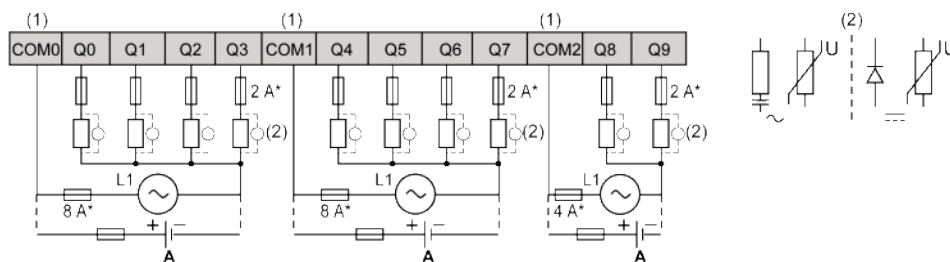 (1) (1) (1) (2)
COM0 Q0 Q1 Q2 Q3 COM1 Q4 Q5 Q6 Q7 COM2 Q8 Q9
U U
2 A* 2 A* 2 A*
(2) (2) (2)
L1 L1 L1
8 A* 8 A* 4 A*
+ − + − + −
A A A